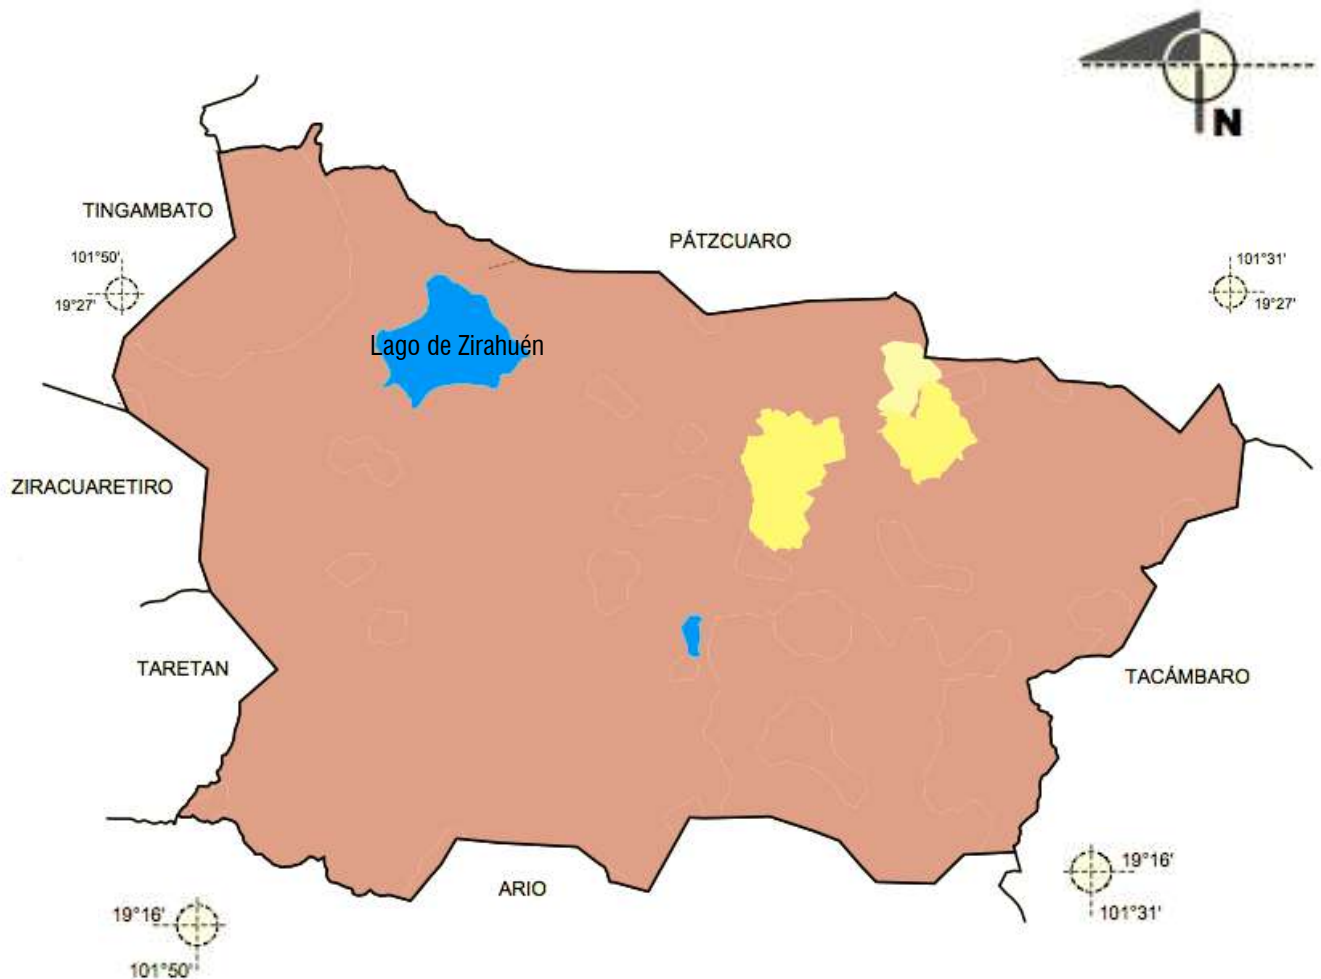 N
TINGAMBATO
PÁTZCUARO
101°50'
19°27'
101°31'
19°27'
Lago de Zirahuén
ZIRACUARETIRO
TARETAN
TACÁMBARO
19°16'
101°31'
ARIO
19°16'
101°50'